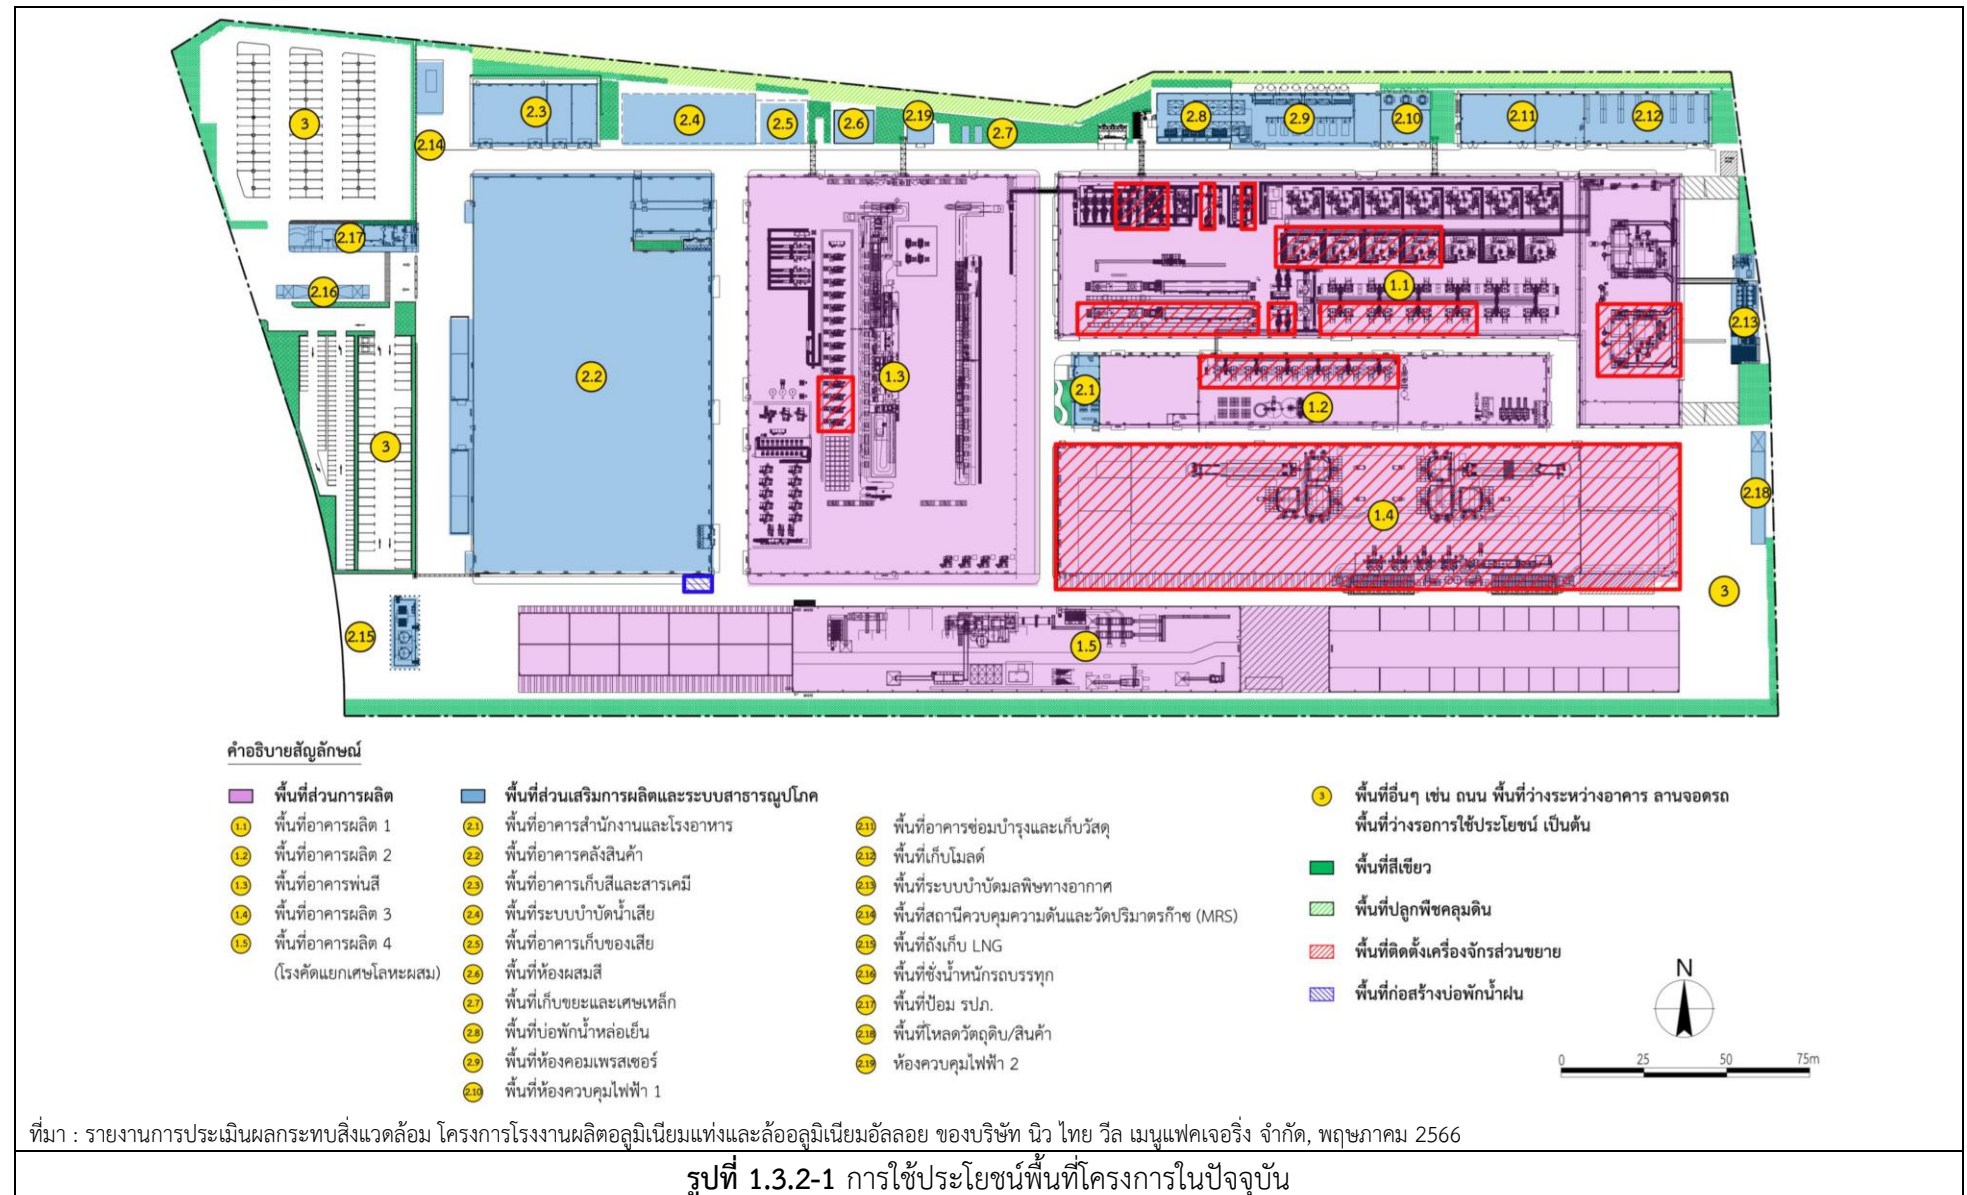 3
2.14
2.3
2.4
2.5
2.6
2.19
2.7
2.8
2.9
2.10
2.11
2.12
2.17
2.16
1.1
2.13
2.2
1.3
2.1
1.2
3
2.18
1.4
3
2.15
1.5
คำอธิบายสัญลักษณ์
พื้นที่ส่วนการผลิต
1.1 พื้นที่อาคารผลิต 1
1.2 พื้นที่อาคารผลิต 2
1.3 พื้นที่อาคารพ่นสี
1.4 พื้นที่อาคารผลิต 3
1.5 พื้นที่อาคารผลิต 4
(โรงคัดแยกเศษโลหะผสม)
พื้นที่ส่วนเสริมการผลิตและระบบสาธารณูปโภค
2.1 พื้นที่อาคารสำนักงานและโรงอาหาร
2.2 พื้นที่อาคารคลังสินค้า
2.3 พื้นที่อาคารเก็บสีและสารเคมี
2.4 พื้นที่ระบบบำบัดน้ำเสีย
2.5 พื้นที่อาคารเก็บของเสีย
2.6 พื้นที่ห้องผสมสี
2.7 พื้นที่เก็บขยะและเศษเหล็ก
2.8 พื้นที่บ่อพักน้ำหล่อเย็น
2.9 พื้นที่ห้องคอมเพรสเซอร์
2.10 พื้นที่ห้องควบคุมไฟฟ้า 1
2.11 พื้นที่อาคารซ่อมบำรุงและเก็บวัสดุ
2.12 พื้นที่เก็บโมลด์
2.13 พื้นที่ระบบบำบัดมลพิษทางอากาศ
2.14 พื้นที่สถานีควบคุมความดันและวัดปริมาตรก๊าซ (MRS)
2.15 พื้นที่ถังเก็บ LNG
2.16 พื้นที่ชั่งน้ำหนักรถบรรทุก
2.17 พื้นที่ป้อม รปภ.
2.18 พื้นที่โหลดวัตถุดิบ/สินค้า
2.19 ห้องควบคุมไฟฟ้า 2
3 พื้นที่อื่นๆ เช่น ถนน พื้นที่ว่างระหว่างอาคาร ลานจอดรถ
พื้นที่ว่างรอการใช้ประโยชน์ เป็นต้น
พื้นที่สีเขียว
พื้นที่ปลูกพืชคลุมดิน
พื้นที่ติดตั้งเครื่องจักรส่วนขยาย
พื้นที่ก่อสร้างบ่อพักน้ำฝน
N
0 25 50 75m
ที่มา : รายงานการประเมินผลกระทบสิ่งแวดล้อม โครงการโรงงานผลิตอลูมิเนียมแท่งและล้ออลูมิเนียมอัลลอย ของบริษัท นิว ไทย วีล เมนูแฟคเจอริ่ง จำกัด, พฤษภาคม 2566
รูปที่ 1.3.2-1 การใช้ประโยชน์พื้นที่โครงการในปัจจุบัน